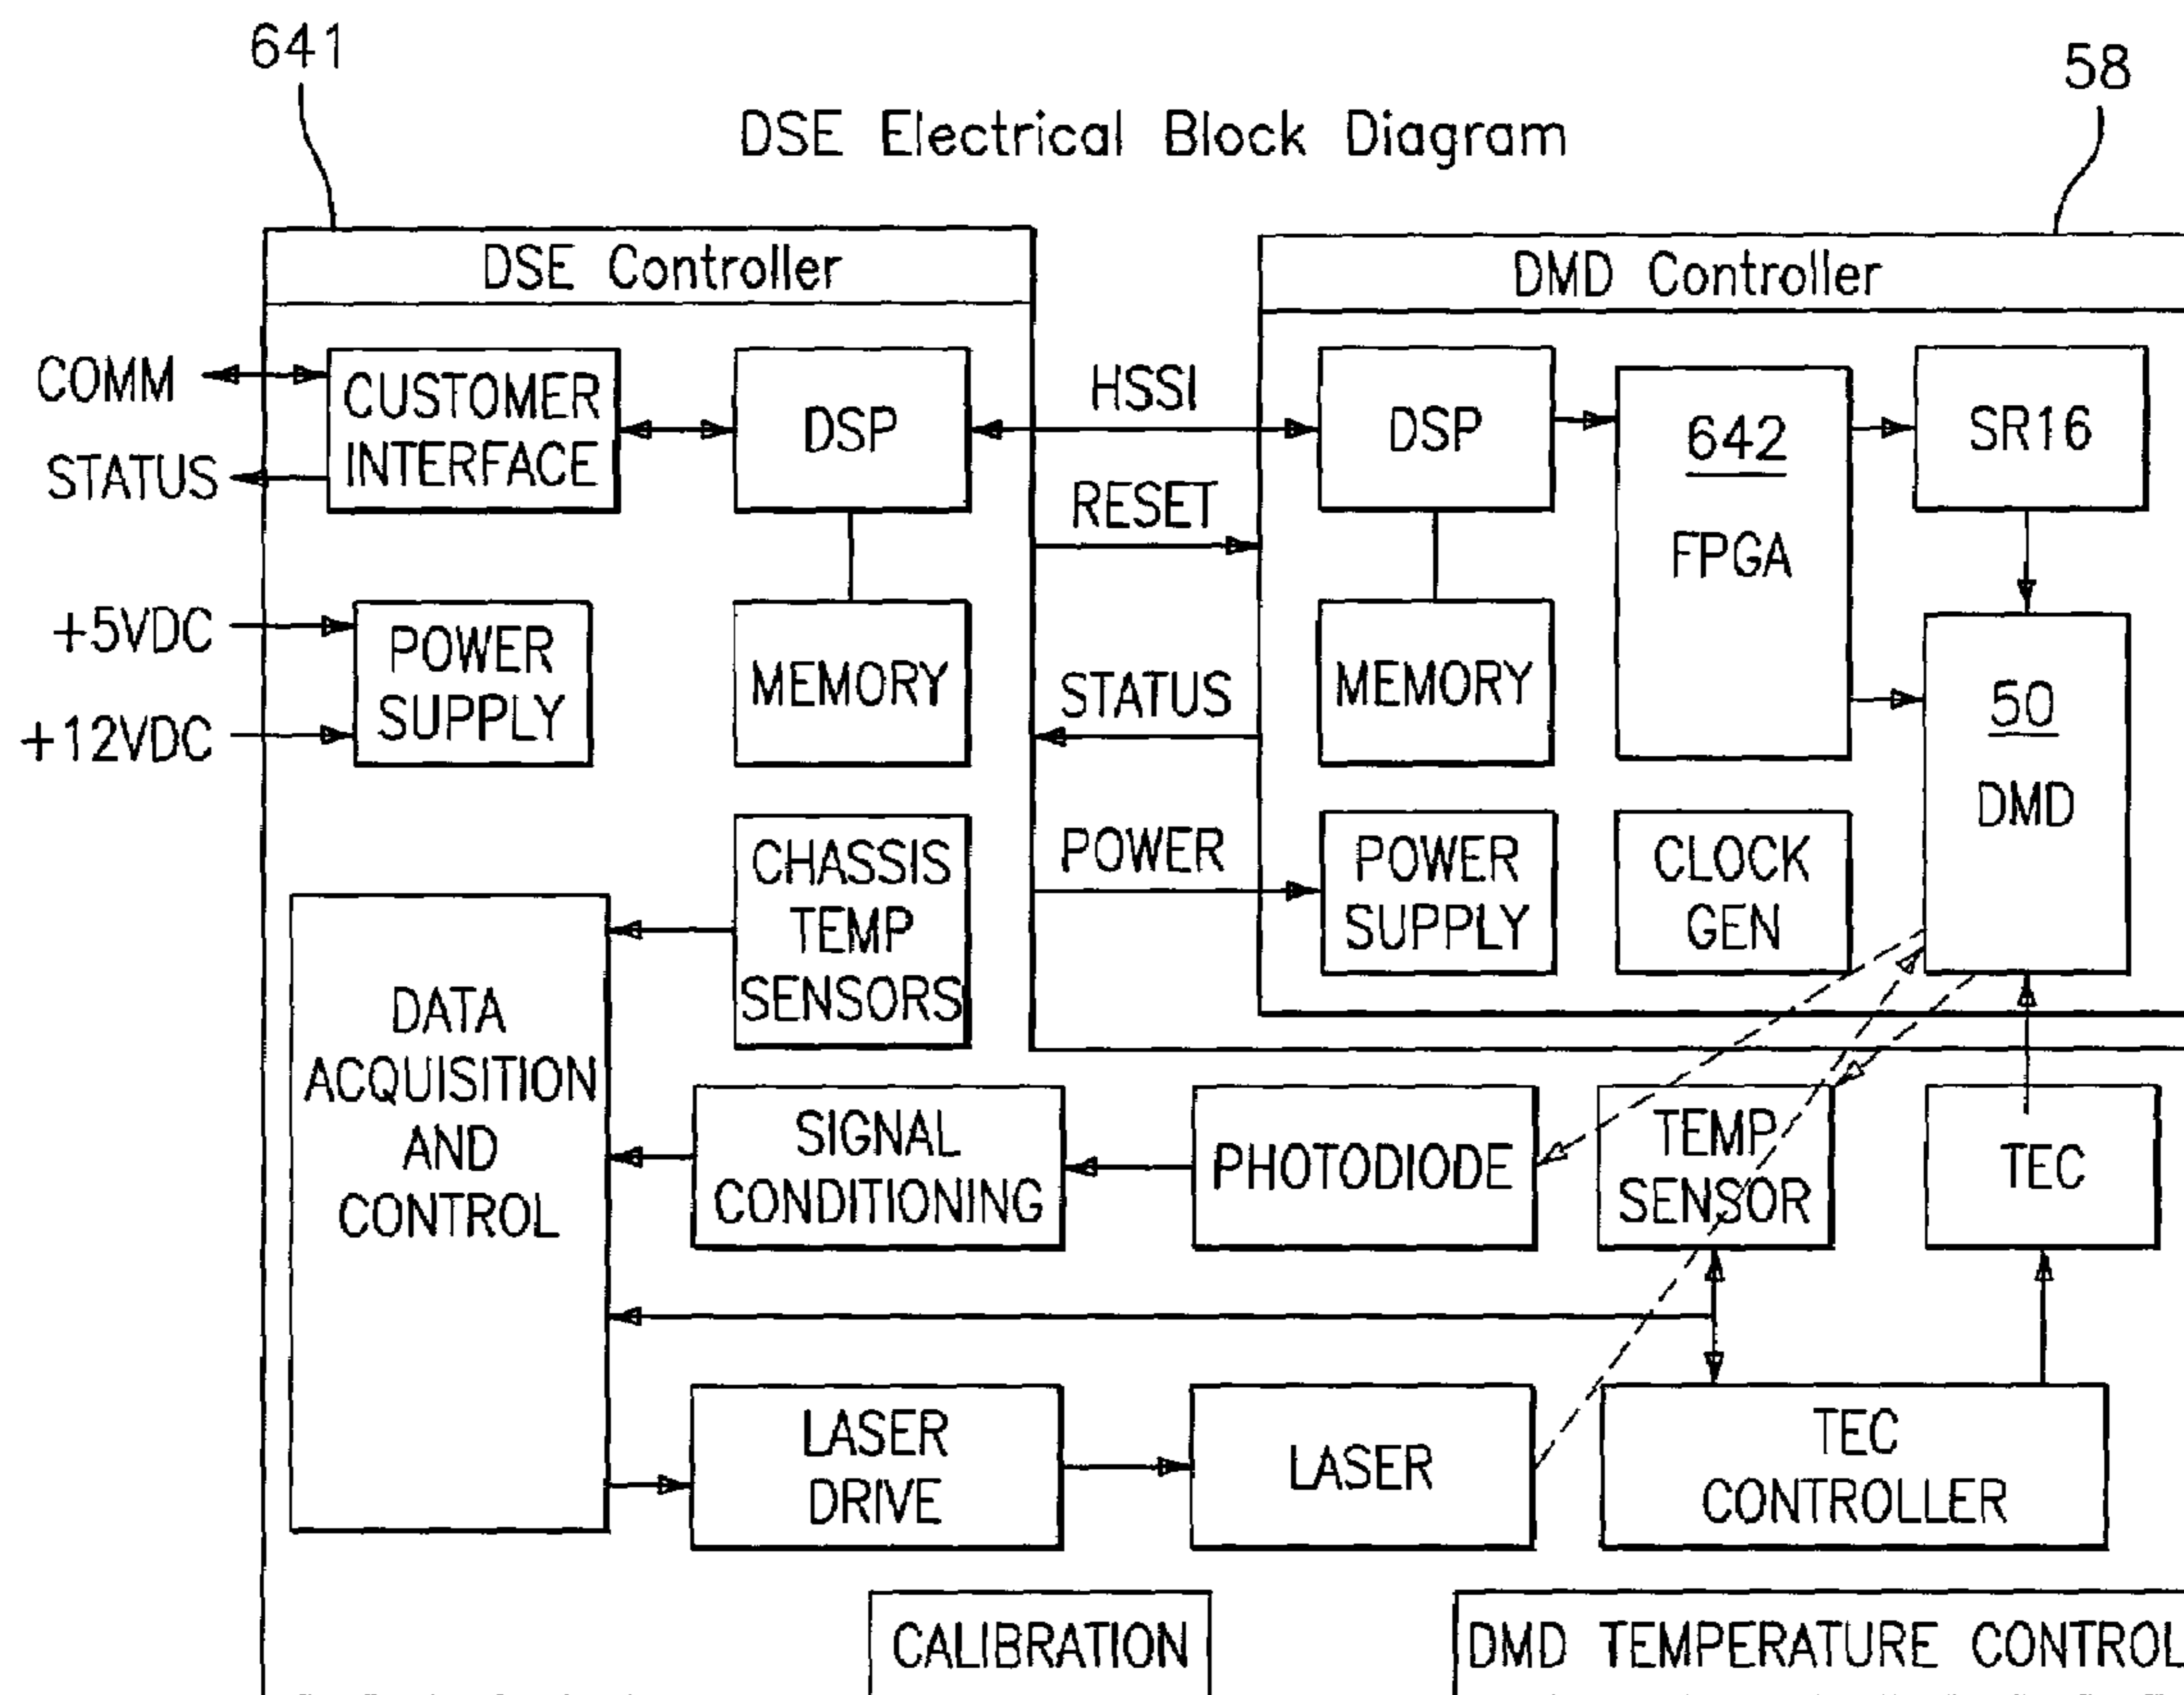 641
58
DSE Electrical Block Diagram
DSE Controller
DMD Controller
COMM
STATUS
CUSTOMER
INTERFACE
DSP
HSSI
RESET
DSP
642
FPGA
SR16
+5VDC
+12VDC
POWER
SUPPLY
MEMORY
STATUS
MEMORY
50
DMD
CHASSIS
TEMP
SENSORS
POWER
POWER
SUPPLY
CLOCK
GEN
DATA
ACQUISITION
AND
CONTROL
SIGNAL
CONDITIONING
PHOTODIODE
TEMP
SENSOR
TEC
LASER
DRIVE
LASER
TEC
CONTROLLER
CALIBRATION
DMD TEMPERATURE CONTROL